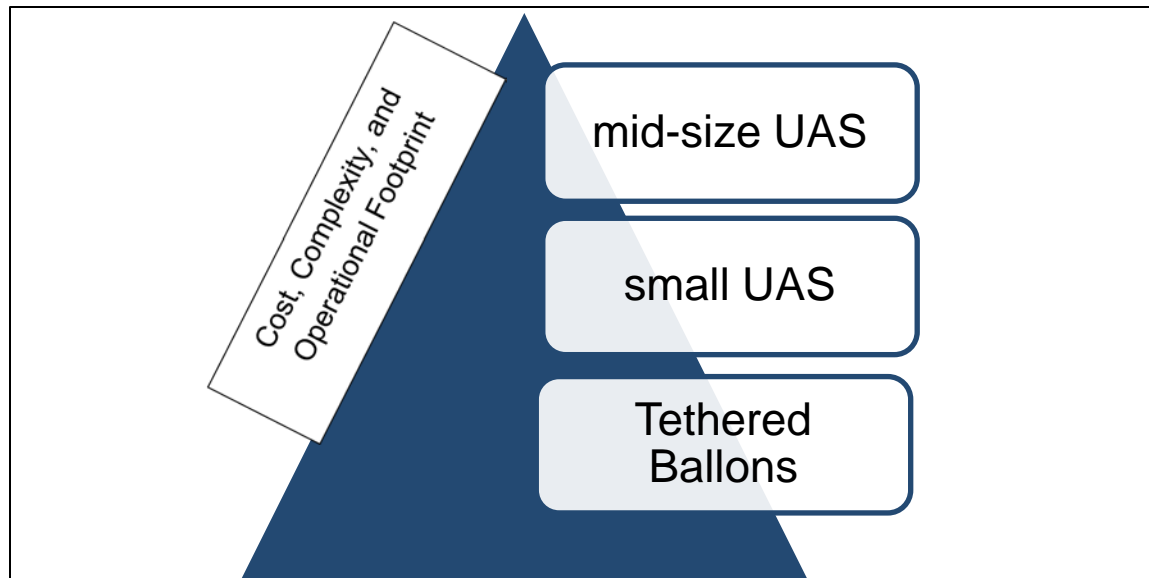 Cost, Complexity, and
Operational Footprint
mid-size UAS
small UAS
Tethered
Ballons